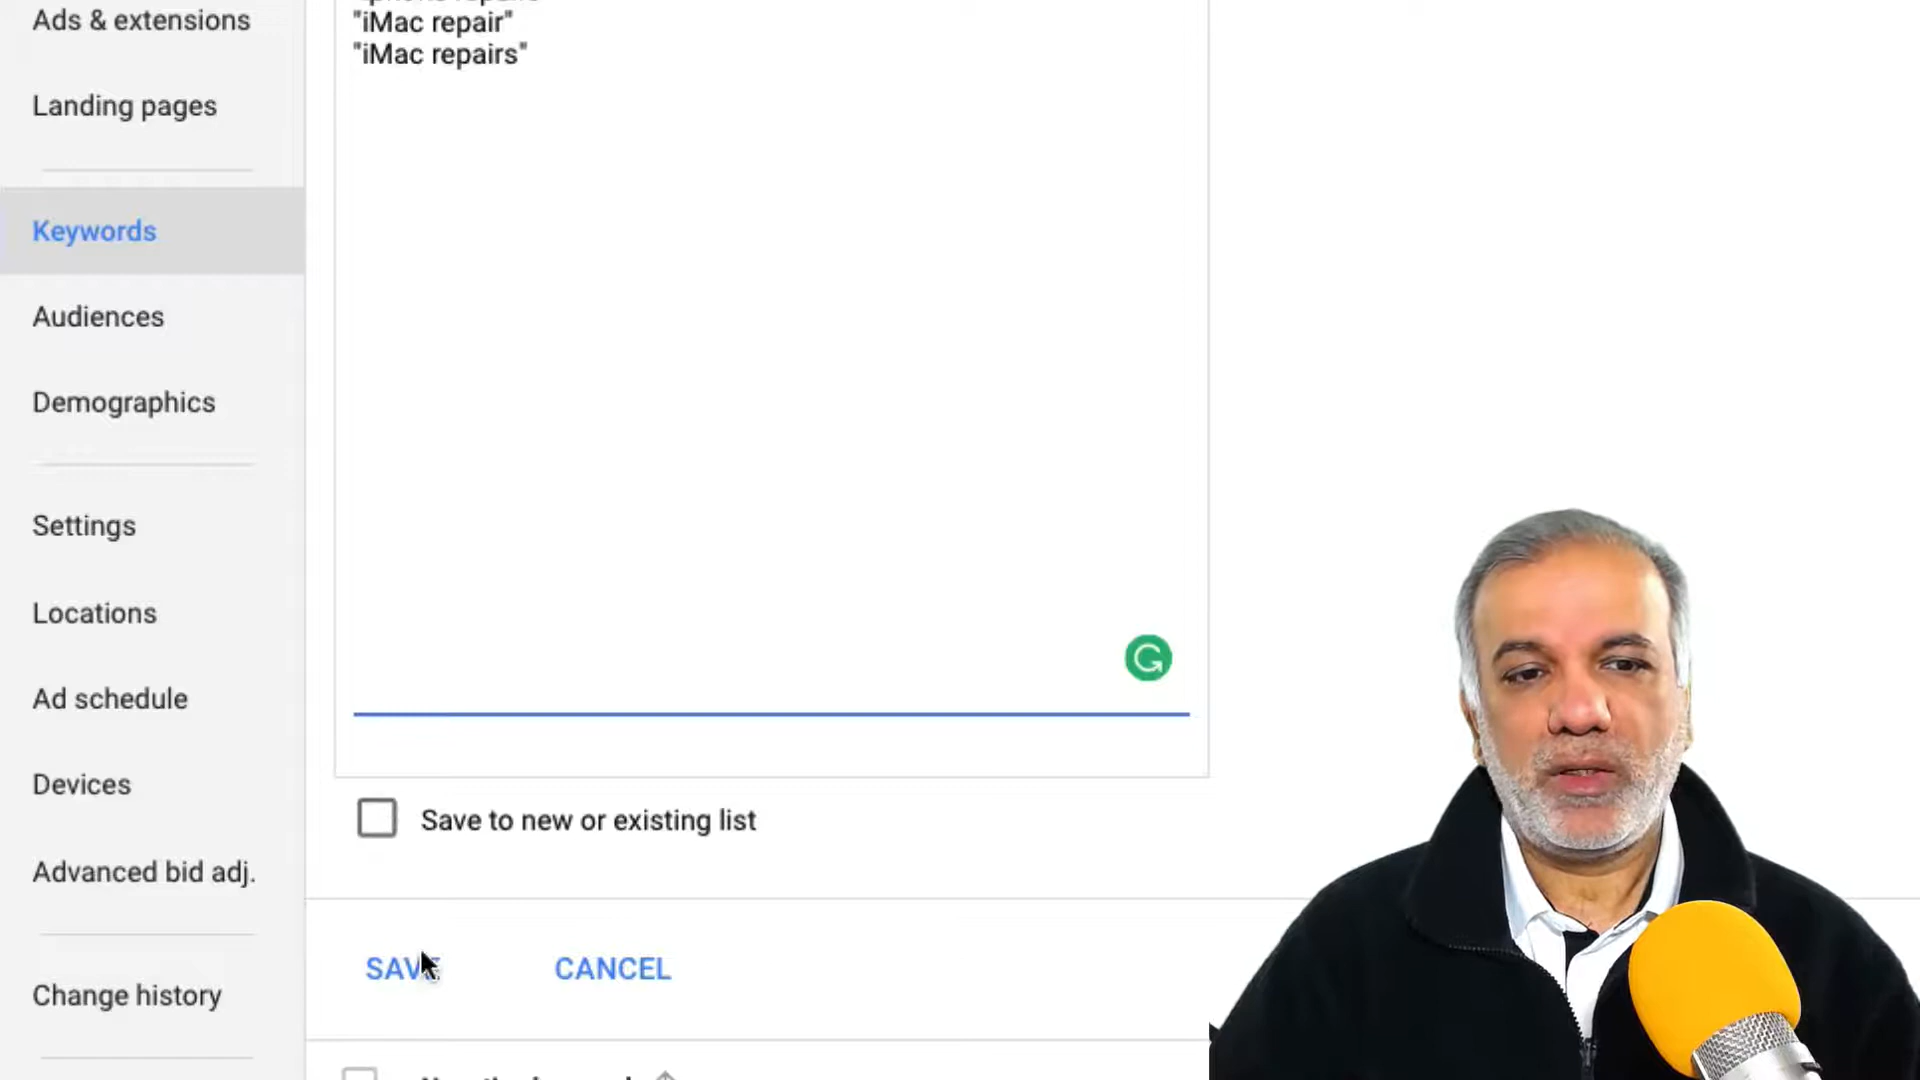 Ads & extensions
Landing pages
Keywords
Audiences
Demographics
Settings
Locations
Ad schedule
Devices
Advanced bid adj.
Change history
"iMac repair"
"iMac repairs"
Save to new or existing list
SAVE
CANCEL